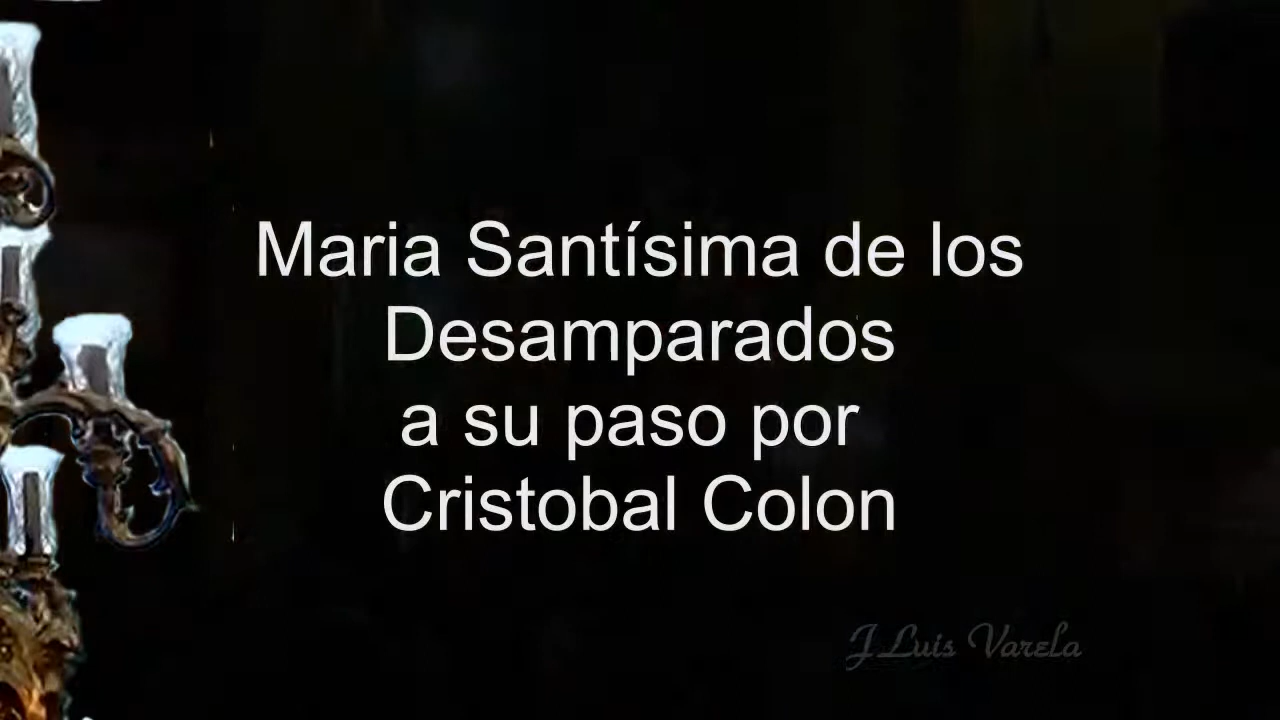 Maria Santísima de los
Desamparados
a su paso por
Cristobal Colon
J Luis Varela